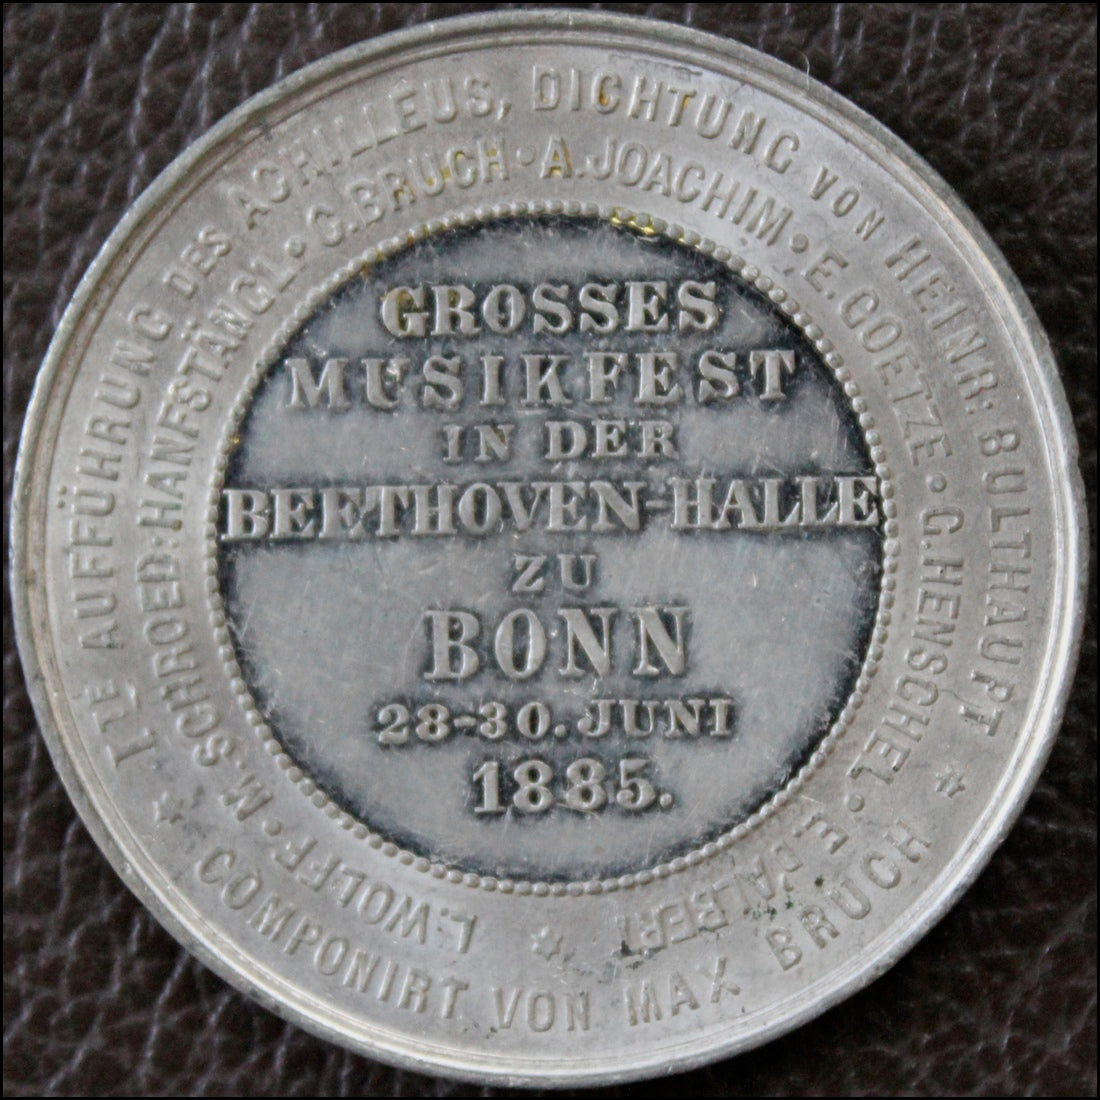 GROSSES
MUSIKFEST
IN DER
BEETHOVEN-HALLE
ZU
BONN
28-30. JUNI
1885.
I TE AUFFÜHRUNG DES ACHILLEUS, DICHTUNG VON HEINR: BULTHAUPT
COMPONIRT VON MAX BRUCH
L. WOLFF · M. SCHROED: HANFSTÄNGL · C. BRUCH · A. JOACHIM · E. GOETZE · G. HENSCHEL · E. D'ALBERT